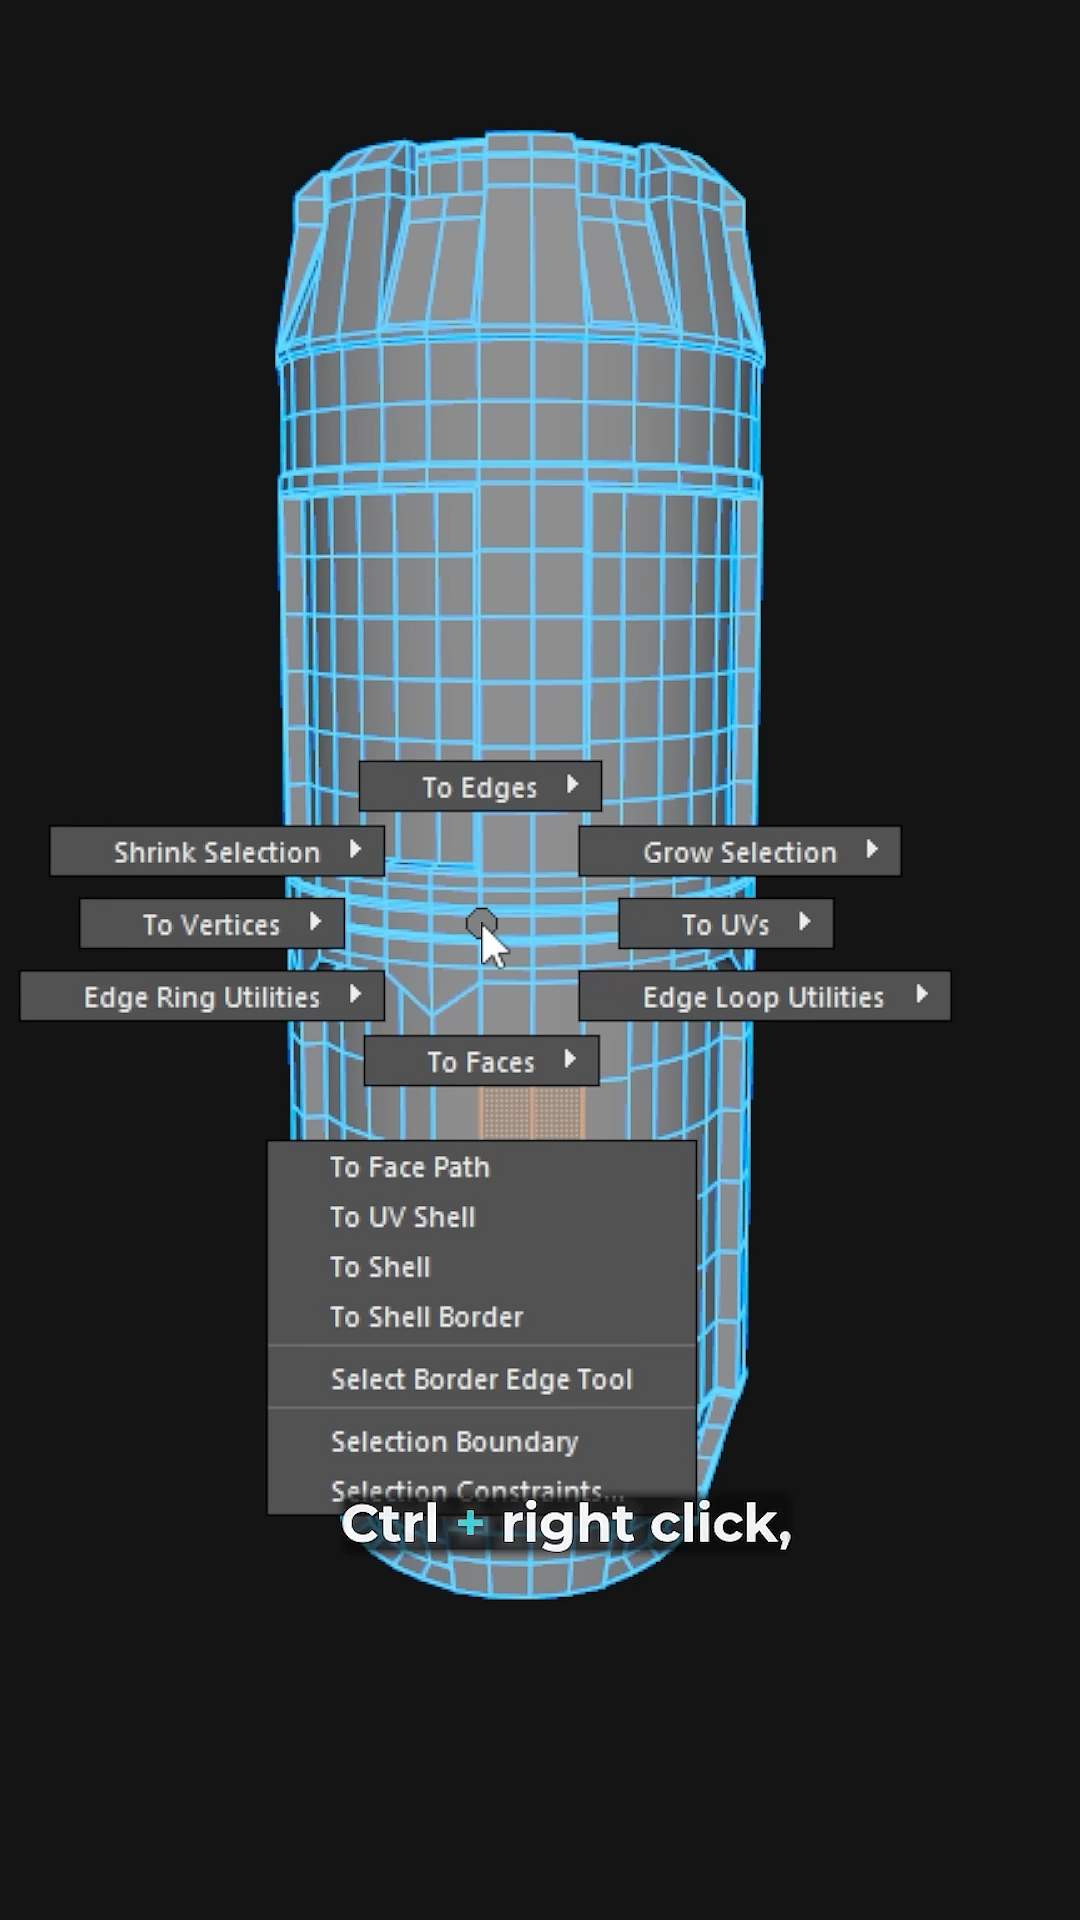 To Edges
Shrink Selection
Grow Selection
To Vertices
To UVs
Edge Ring Utilities
Edge Loop Utilities
To Faces
To Face Path
To UV Shell
To Shell
To Shell Border
Select Border Edge Tool
Selection Boundary
Selection Constraints...
Ctrl + right click,